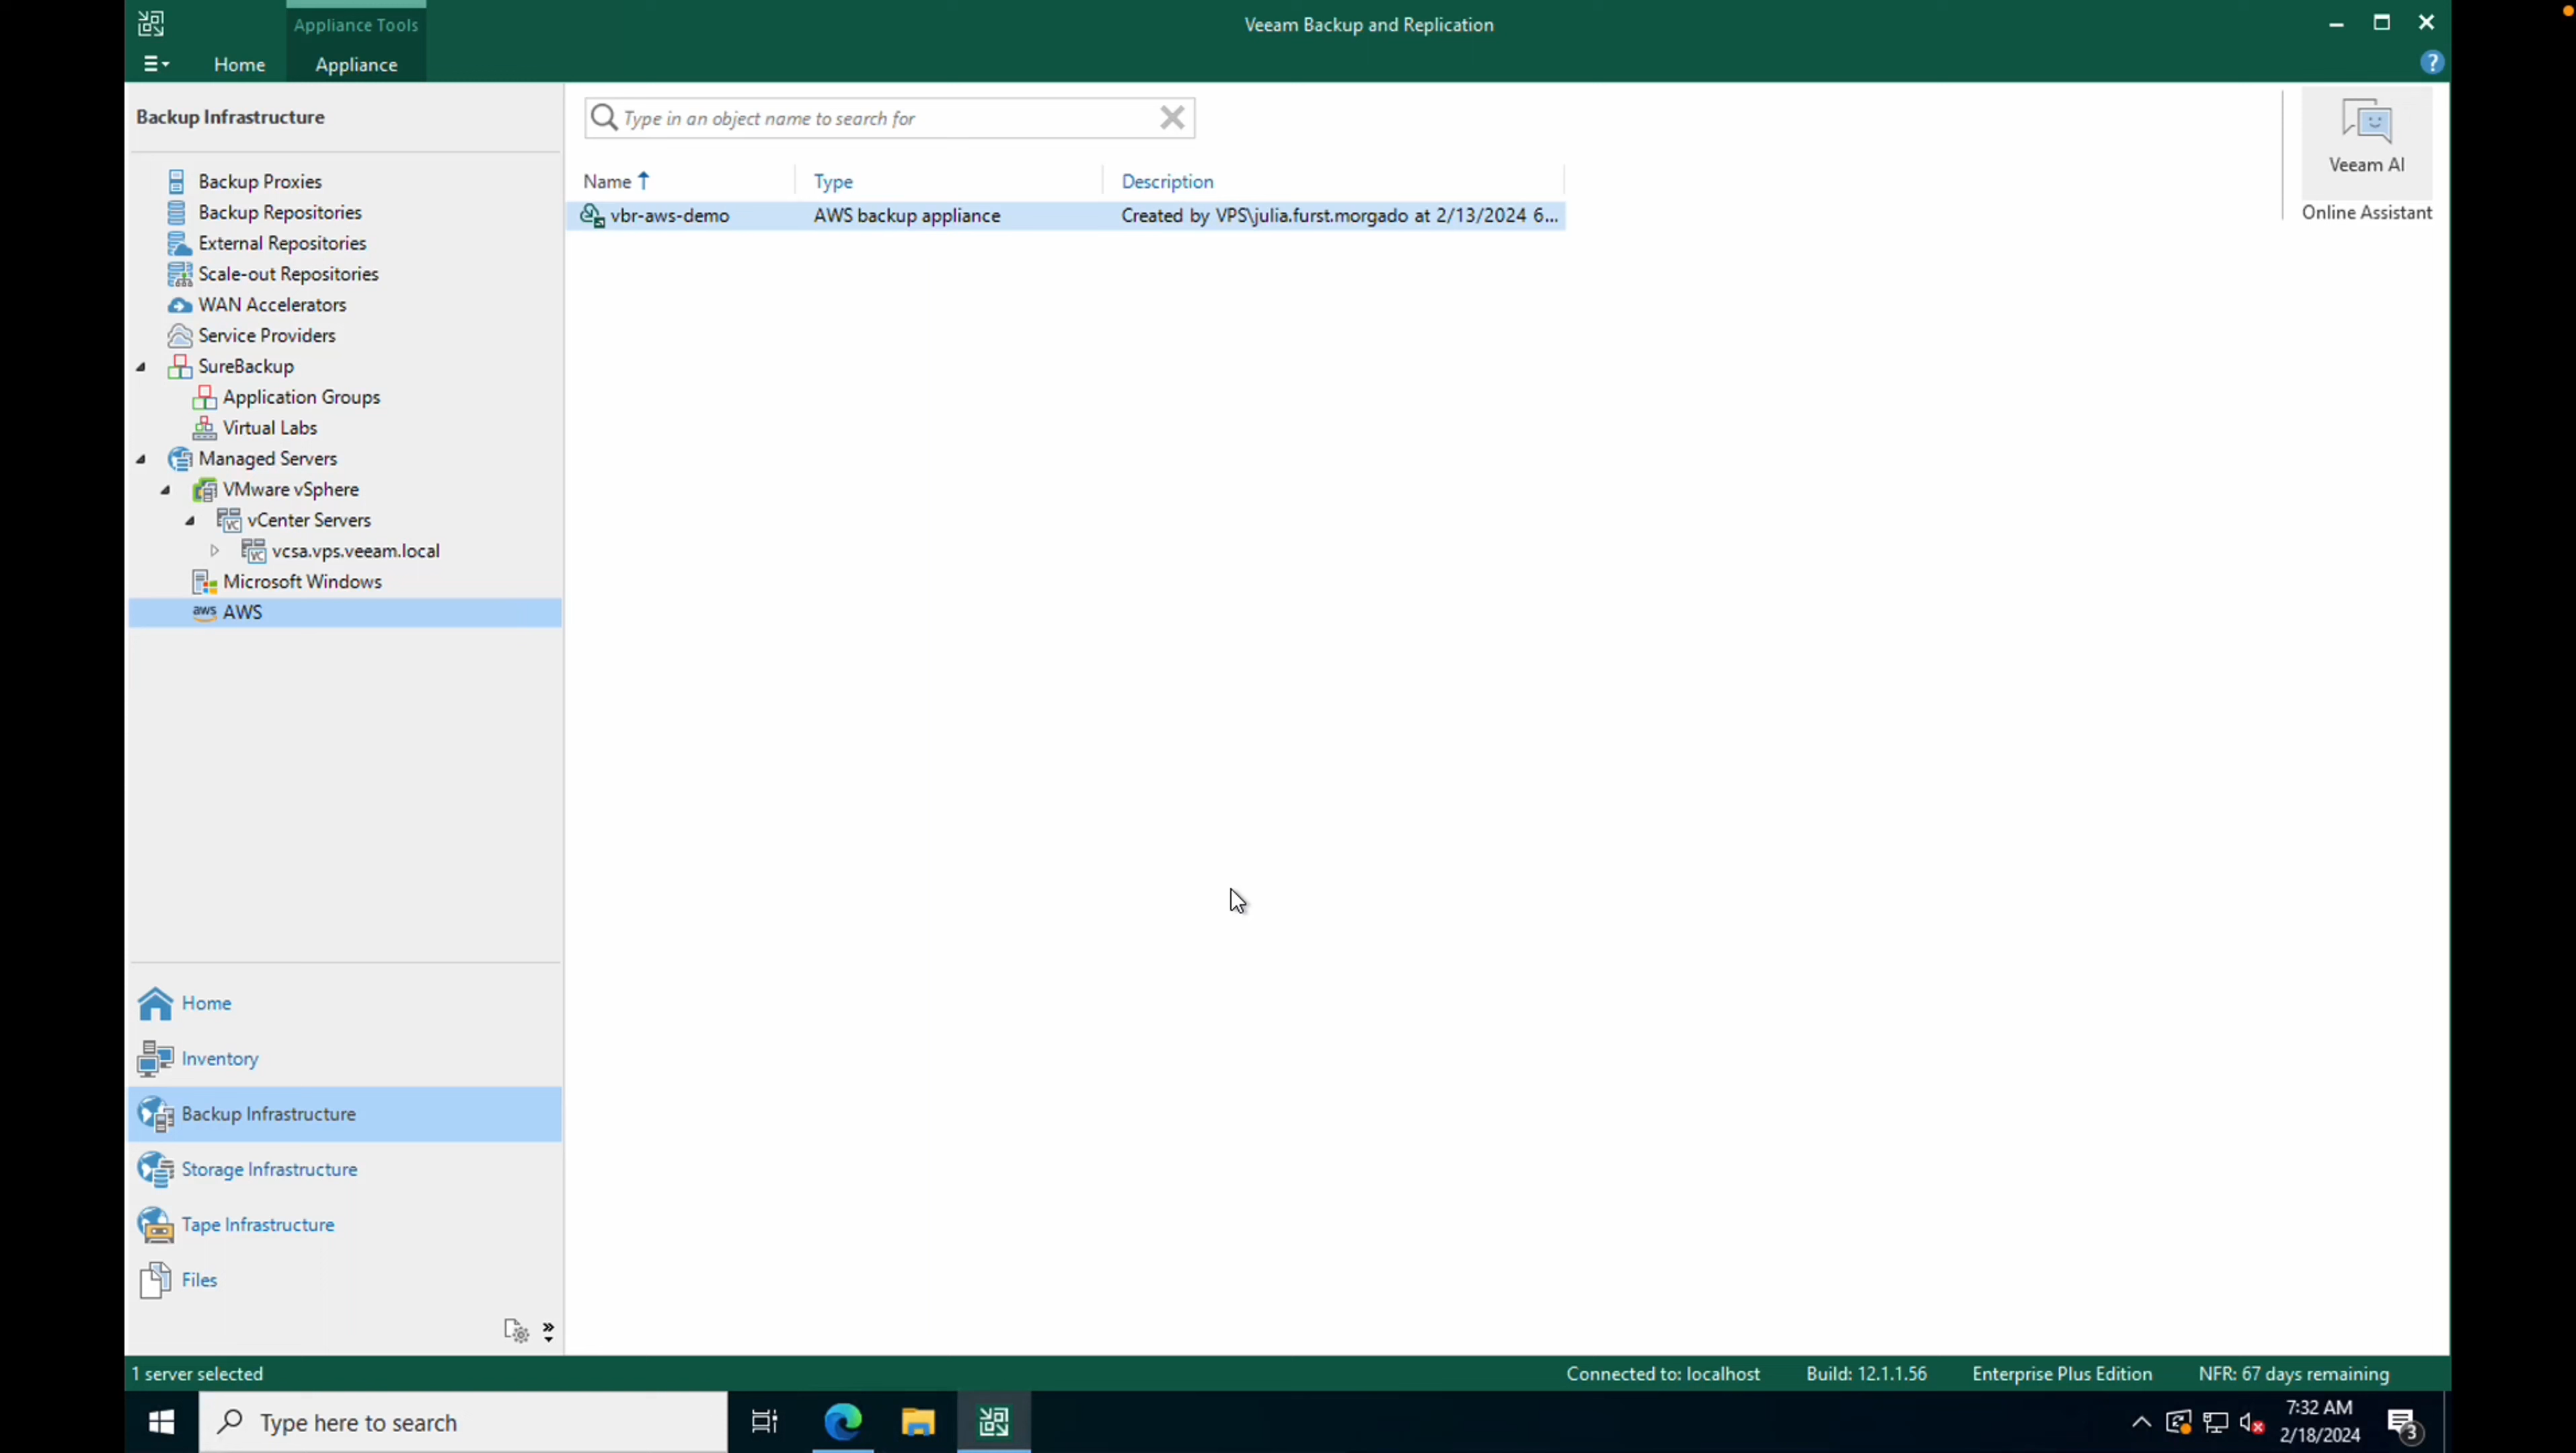 Appliance Tools
Veeam Backup and Replication
Home
Appliance
?
Backup Infrastructure
Type in an object name to search for
Veeam AI
Online Assistant
Name
Type
Description
vbr-aws-demo
AWS backup appliance
Created by VPS\julia.furst.morgado at 2/13/2024 6...
Backup Proxies
Backup Repositories
External Repositories
Scale-out Repositories
WAN Accelerators
Service Providers
SureBackup
Application Groups
Virtual Labs
Managed Servers
VMware vSphere
VC vCenter Servers
VC vcsa.vps.veeam.local
Microsoft Windows
aws AWS
Home
Inventory
Backup Infrastructure
Storage Infrastructure
Tape Infrastructure
Files
1 server selected
Connected to: localhost
Build: 12.1.1.56
Enterprise Plus Edition
NFR: 67 days remaining
Type here to search
7:32 AM
2/18/2024
3